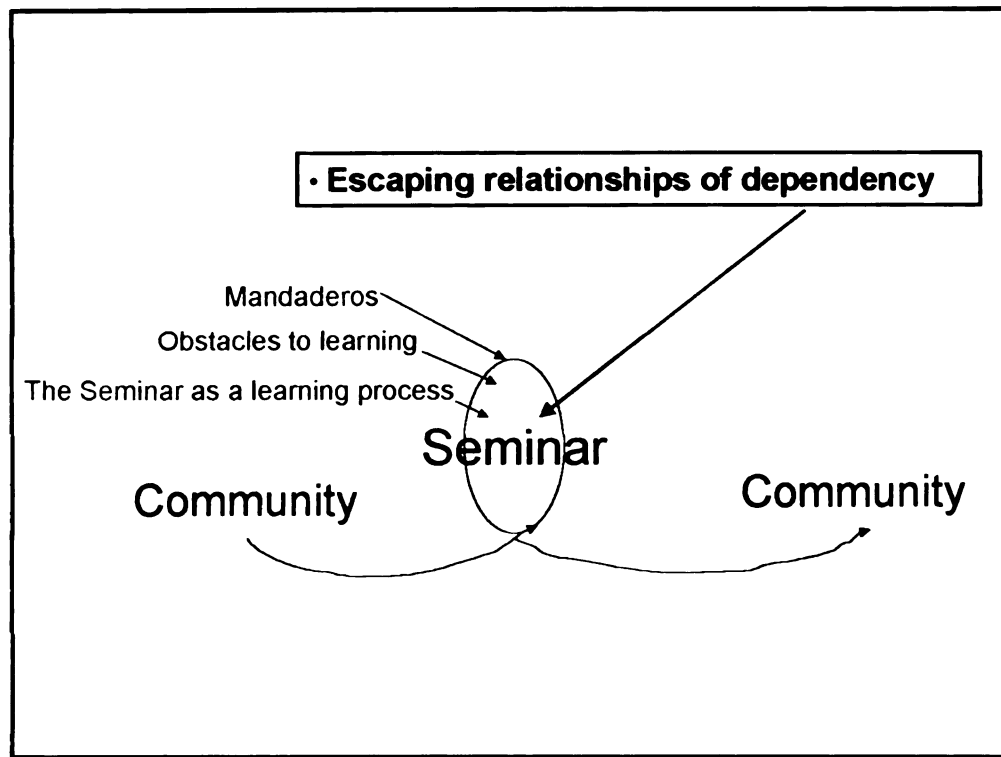 · Escaping relationships of dependency
Mandaderos
Obstacles to learning
The Seminar as a learning process
Seminar
Community
Community